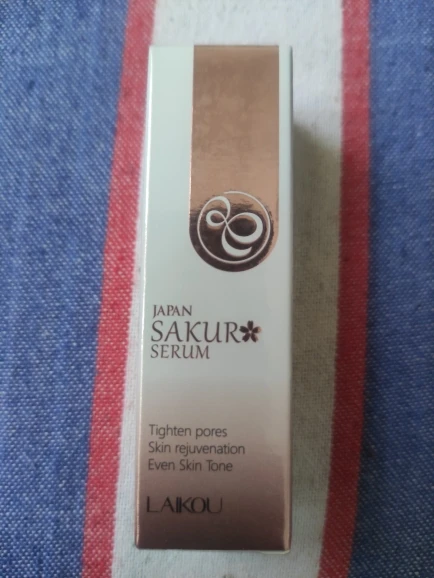 JAPAN
SAKUR
SERUM
Tighten pores
Skin rejuvenation
Even Skin Tone
LAIKOU